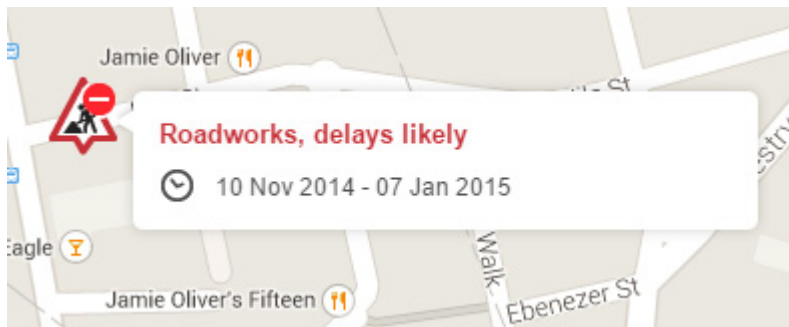 Jamie Oliver
Roadworks, delays likely
10 Nov 2014 - 07 Jan 2015
Eagle
Walk
Jamie Oliver's Fifteen
Ebenezer St